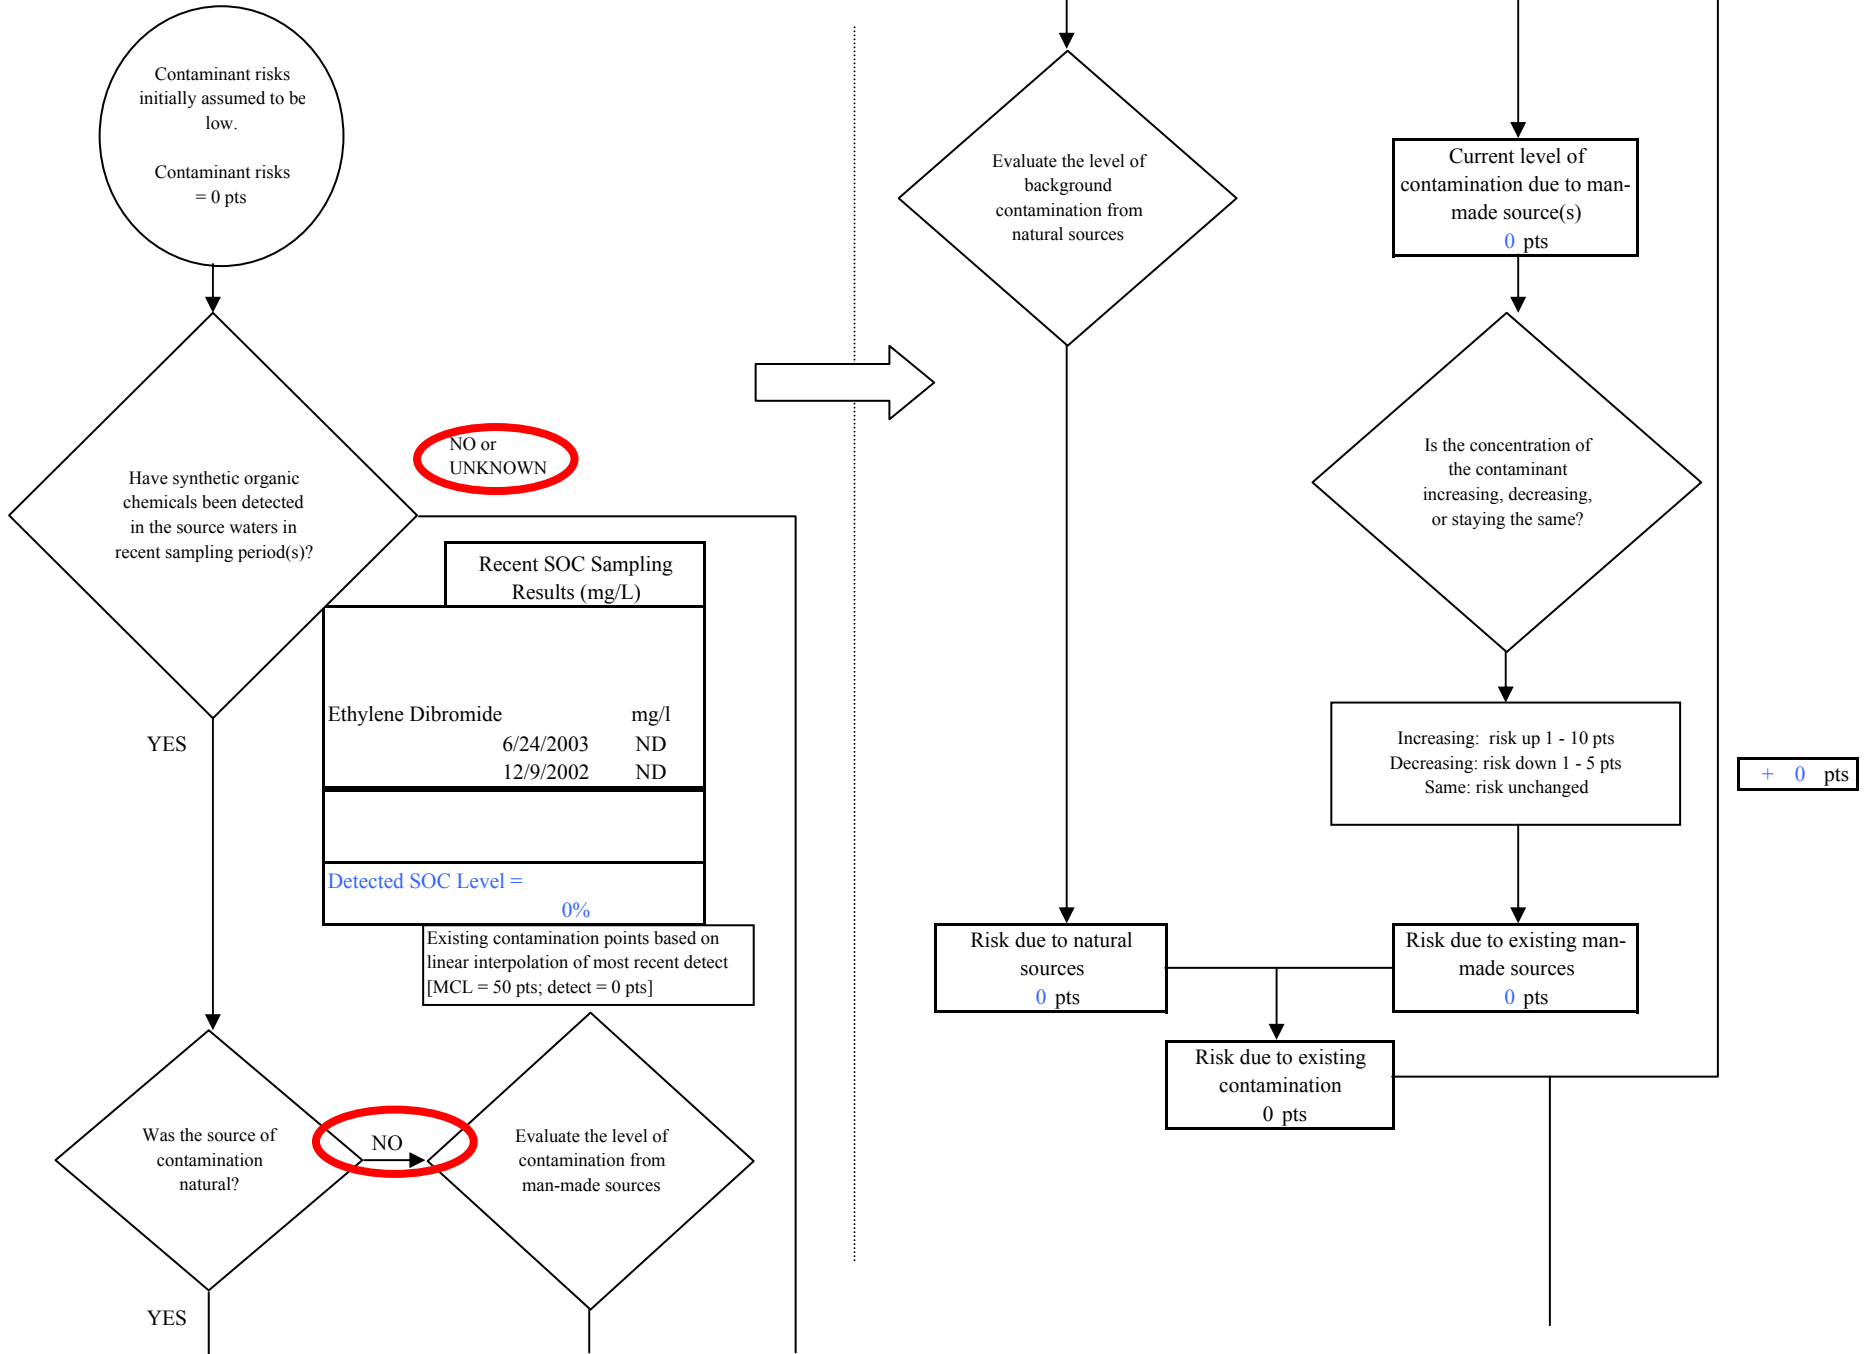 Contaminant risks
initially assumed to be
low.
Contaminant risks
= 0 pts
Have synthetic organic
chemicals been detected
in the source waters in
recent sampling period(s)?
NO or
UNKNOWN
YES
Recent SOC Sampling
Results (mg/L)
Ethylene Dibromide mg/l
6/24/2003 ND
12/9/2002 ND
Detected SOC Level =
0%
Existing contamination points based on
linear interpolation of most recent detect
[MCL = 50 pts; detect = 0 pts]
Was the source of
contamination
natural?
NO
Evaluate the level of
contamination from
man-made sources
YES
Evaluate the level of
background
contamination from
natural sources
Current level of
contamination due to man-
made source(s)
0 pts
Is the concentration of
the contaminant
increasing, decreasing,
or staying the same?
Increasing: risk up 1 - 10 pts
Decreasing: risk down 1 - 5 pts
Same: risk unchanged
+ 0 pts
Risk due to natural
sources
0 pts
Risk due to existing man-
made sources
0 pts
Risk due to existing
contamination
0 pts